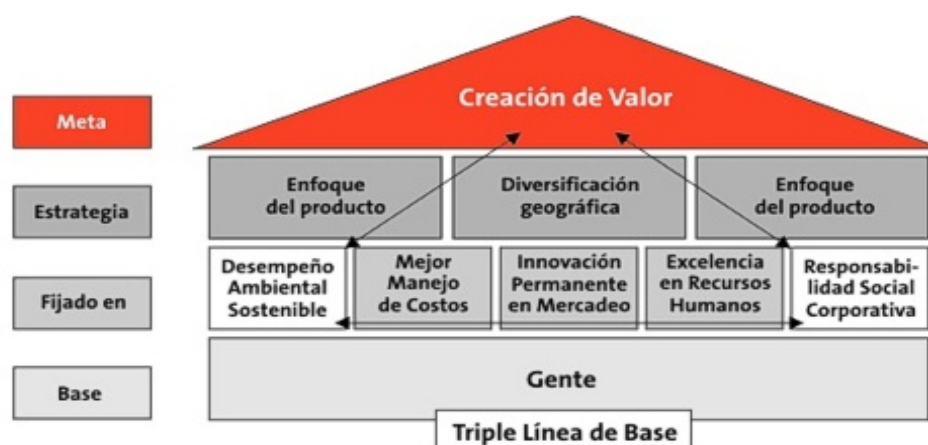 Creación de Valor
Meta
Enfoque
del producto
Diversificación
geográfica
Enfoque
del producto
Estrategia
Desempeño
Ambiental
Sostenible
Mejor
Manejo
de Costos
Innovación
Permanente
en Mercadeo
Excelencia
en Recursos
Humanos
Responsabi-
lidad Social
Corporativa
Fijado en
Gente
Base
Triple Línea de Base